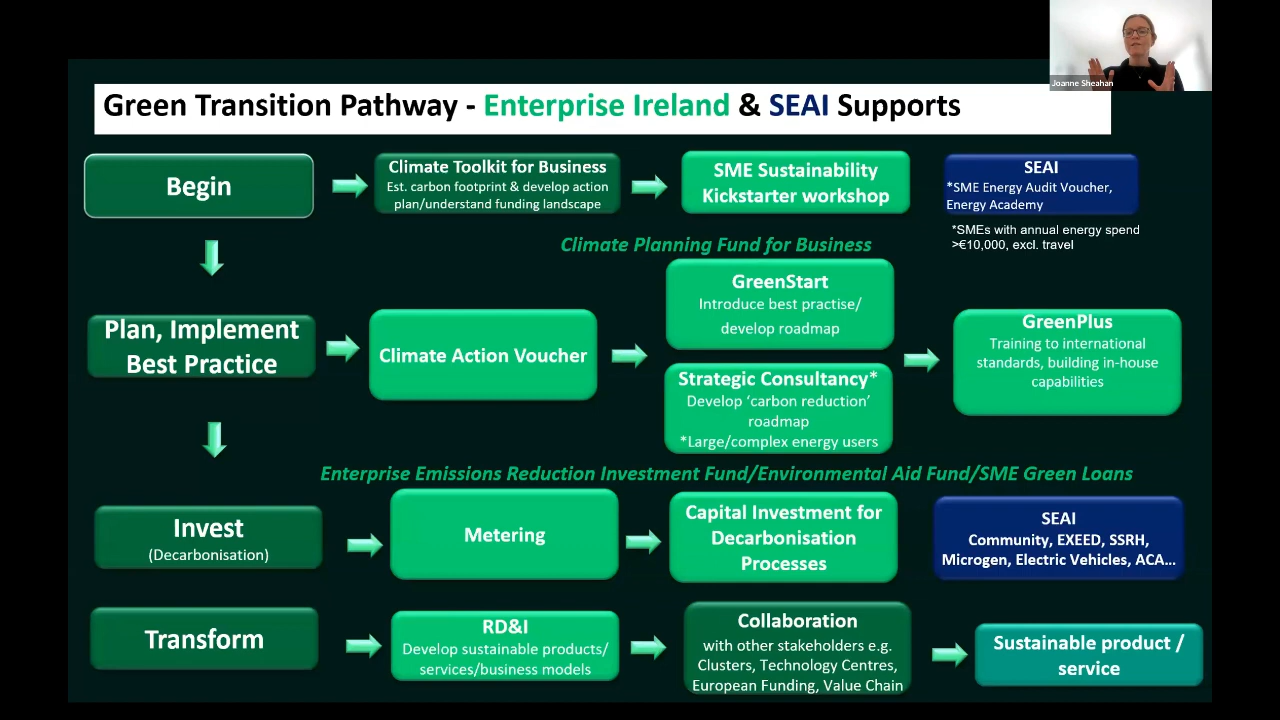 Joanne Sheahan
Green Transition Pathway - Enterprise Ireland & SEAI Supports
Begin
Climate Toolkit for Business
Est. carbon footprint & develop action
plan/understand funding landscape
SME Sustainability
Kickstarter workshop
SEAI
*SME Energy Audit Voucher,
Energy Academy
*SMEs with annual energy spend
>€10,000, excl. travel
Climate Planning Fund for Business
Plan, Implement
Best Practice
Climate Action Voucher
GreenStart
Introduce best practise/
develop roadmap
Strategic Consultancy*
Develop ‘carbon reduction’
roadmap
*Large/complex energy users
GreenPlus
Training to international
standards, building in-house
capabilities
Enterprise Emissions Reduction Investment Fund/Environmental Aid Fund/SME Green Loans
Invest
(Decarbonisation)
Metering
Capital Investment for
Decarbonisation
Processes
SEAI
Community, EXEED, SSRH,
Microgen, Electric Vehicles, ACA…
Transform
RD&I
Develop sustainable products/
services/business models
Collaboration
with other stakeholders e.g.
Clusters, Technology Centres,
European Funding, Value Chain
Sustainable product /
service